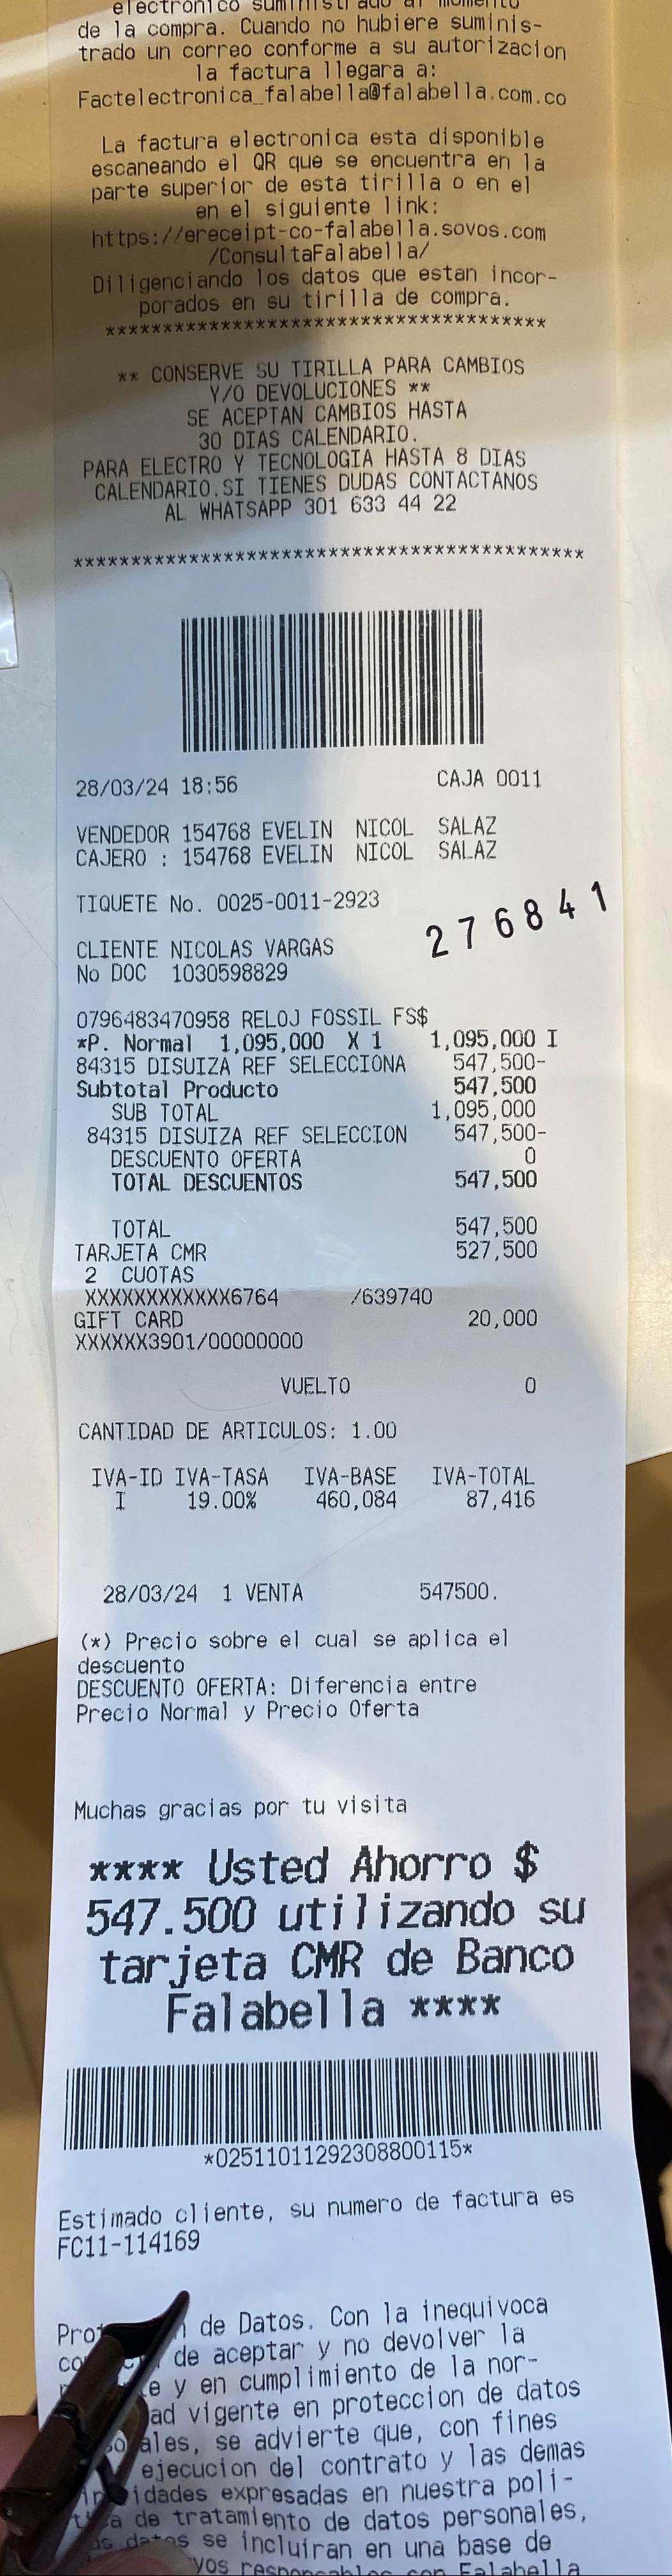 electronico suministrado al momento
de la compra. Cuando no hubiere suminis-
trado un correo conforme a su autorizacion
la factura llegara a:
Factelectronica_falabella@falabella.com.co
La factura electronica esta disponible
escaneando el QR que se encuentra en la
parte superior de esta tirilla o en el
en el siguiente link:
https://ereceipt-co-falabella.sovos.com
/ConsultaFalabella/
Diligenciando los datos que estan incor-
porados en su tirilla de compra.
**************************************
** CONSERVE SU TIRILLA PARA CAMBIOS
Y/O DEVOLUCIONES **
SE ACEPTAN CAMBIOS HASTA
30 DIAS CALENDARIO.
PARA ELECTRO Y TECNOLOGIA HASTA 8 DIAS
CALENDARIO.SI TIENES DUDAS CONTACTANOS
AL WHATSAPP 301 633 44 22
********************************************
28/03/24 18:56 CAJA 0011
VENDEDOR 154768 EVELIN NICOL SALAZ
CAJERO : 154768 EVELIN NICOL SALAZ
TIQUETE No. 0025-0011-2923
276841
CLIENTE NICOLAS VARGAS
No DOC 1030598829
0796483470958 RELOJ FOSSIL FS$
*P. Normal 1,095,000 X 1 1,095,000 I
84315 DISUIZA REF SELECCIONA 547,500-
Subtotal Producto 547,500
SUB TOTAL 1,095,000
84315 DISUIZA REF SELECCION 547,500-
DESCUENTO OFERTA 0
TOTAL DESCUENTOS 547,500
TOTAL 547,500
TARJETA CMR 527,500
2 CUOTAS
XXXXXXXXXXXX6764 /639740
GIFT CARD 20,000
XXXXXX3901/00000000
VUELTO 0
CANTIDAD DE ARTICULOS: 1.00
IVA-ID IVA-TASA IVA-BASE IVA-TOTAL
I 19.00% 460,084 87,416
28/03/24 1 VENTA 547500.
(*) Precio sobre el cual se aplica el
descuento
DESCUENTO OFERTA: Diferencia entre
Precio Normal y Precio Oferta
Muchas gracias por tu visita
**** Usted Ahorro $
547.500 utilizando su
tarjeta CMR de Banco
Falabella ****
*02511011292308800115*
Estimado cliente, su numero de factura es
FC11-114169
de Datos. Con la inequivoca
de aceptar y no devolver la
y en cumplimiento de la nor-
vigente en proteccion de datos
se advierte que, con fines
ejecucion del contrato y las demas
expresadas en nuestra poli-
de tratamiento de datos personales,
se incluiran en una base de
con Falabella